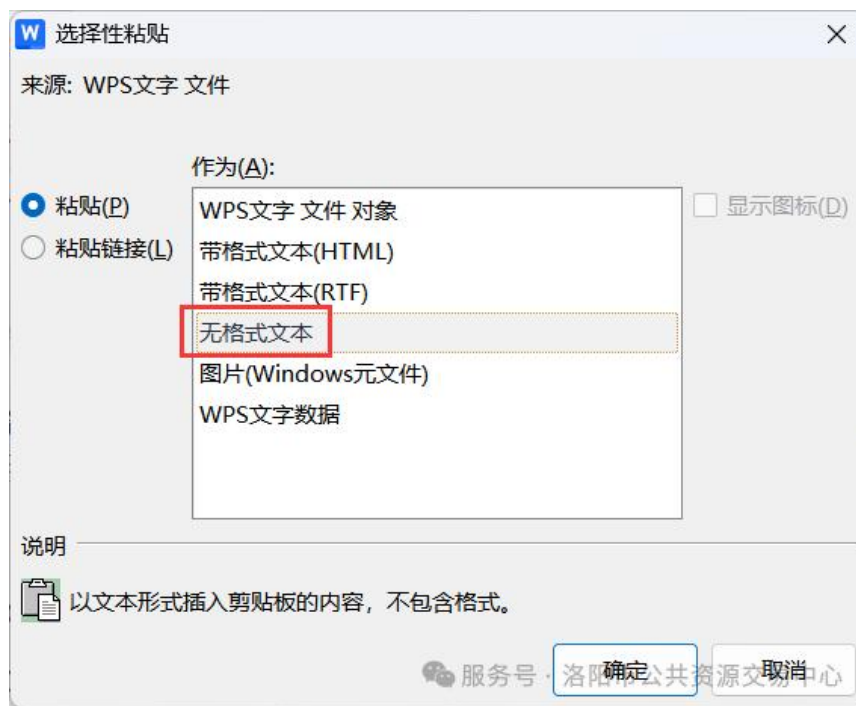 W 选择性粘贴
来源: WPS文字 文件
作为(A):
粘贴(P)
粘贴链接(L)
WPS文字 文件 对象
带格式文本(HTML)
带格式文本(RTF)
无格式文本
图片(Windows元文件)
WPS文字数据
显示图标(D)
说明
以文本形式插入剪贴板的内容，不包含格式。
确定
取消
服务号 · 洛阳市公共资源交易中心